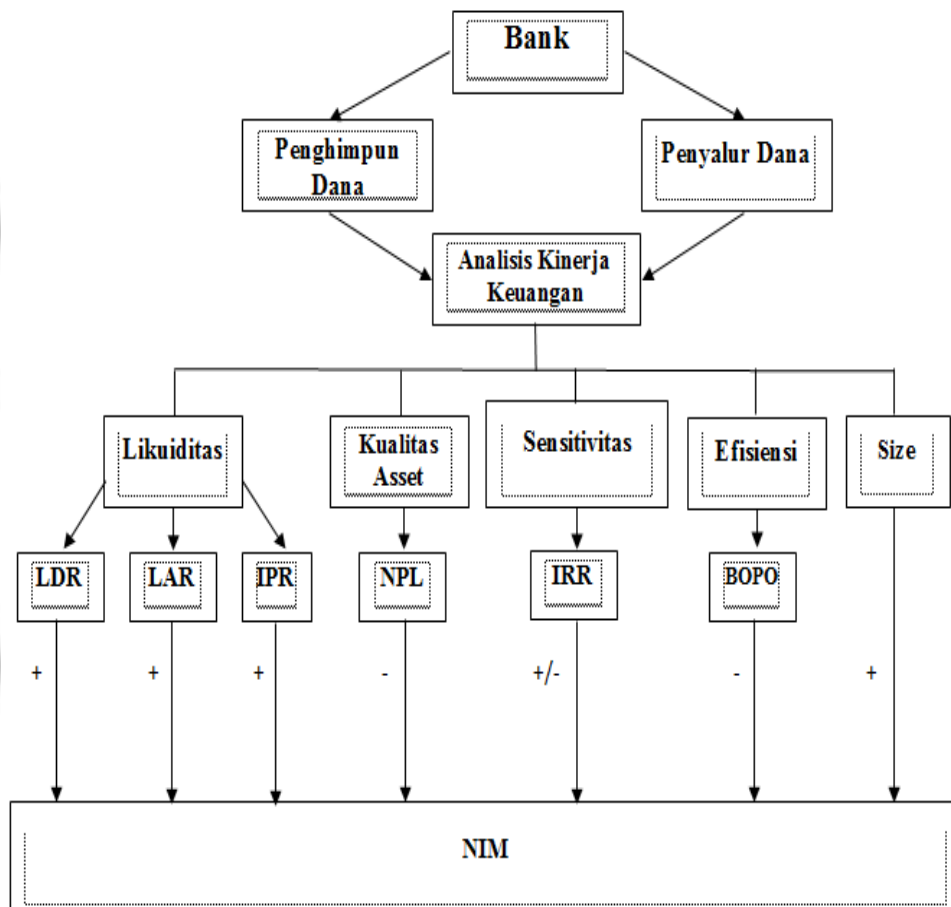 Bank
Penghimpun
Dana
Penyalur Dana
Analisis Kinerja
Keuangan
Likuiditas
Kualitas
Asset
Sensitivitas
Efisiensi
Size
LDR
LAR
IPR
NPL
IRR
BOPO
+
+
+
-
+/-
-
+
NIM